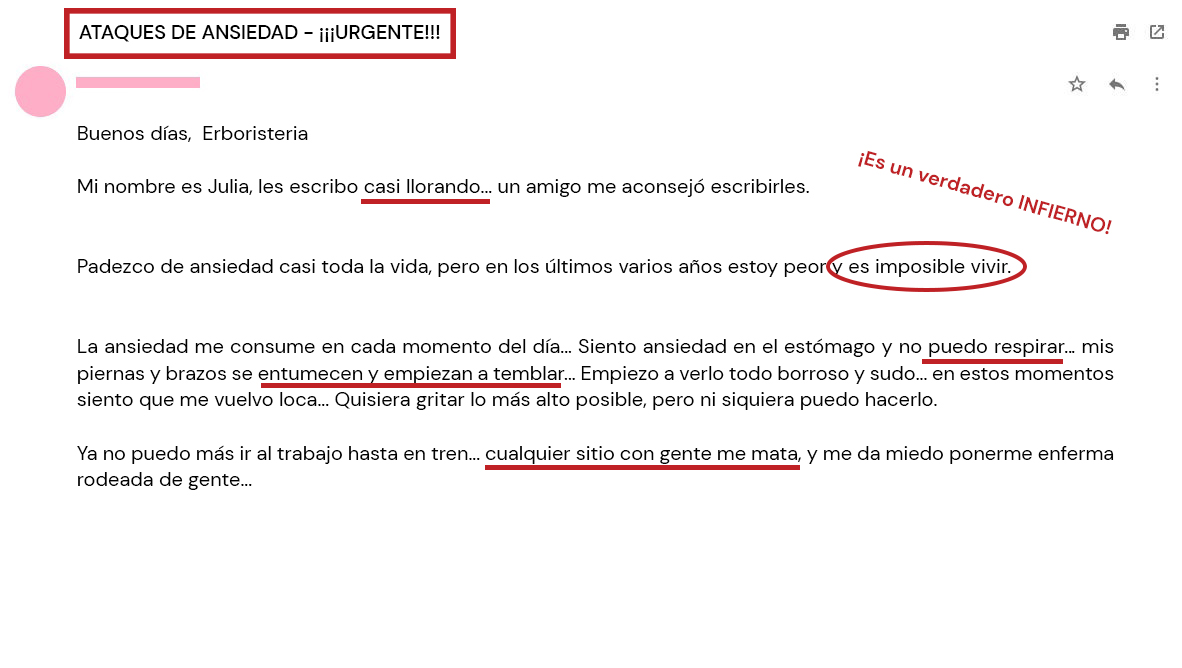 ATAQUES DE ANSIEDAD - ¡¡¡URGENTE!!!
Buenos días,  Erboristeria
¡Es un verdadero INFIERNO!
Mi nombre es Julia, les escribo casi llorando... un amigo me aconsejó escribirles.
Padezco de ansiedad casi toda la vida, pero en los últimos varios años estoy peor y es imposible vivir.
La ansiedad me consume en cada momento del día... Siento ansiedad en el estómago y no puedo respirar... mis
piernas y brazos se entumecen y empiezan a temblar... Empiezo a verlo todo borroso y sudo... en estos momentos
siento que me vuelvo loca... Quisiera gritar lo más alto posible, pero ni siquiera puedo hacerlo.
Ya no puedo más ir al trabajo hasta en tren... cualquier sitio con gente me mata, y me da miedo ponerme enferma
rodeada de gente...